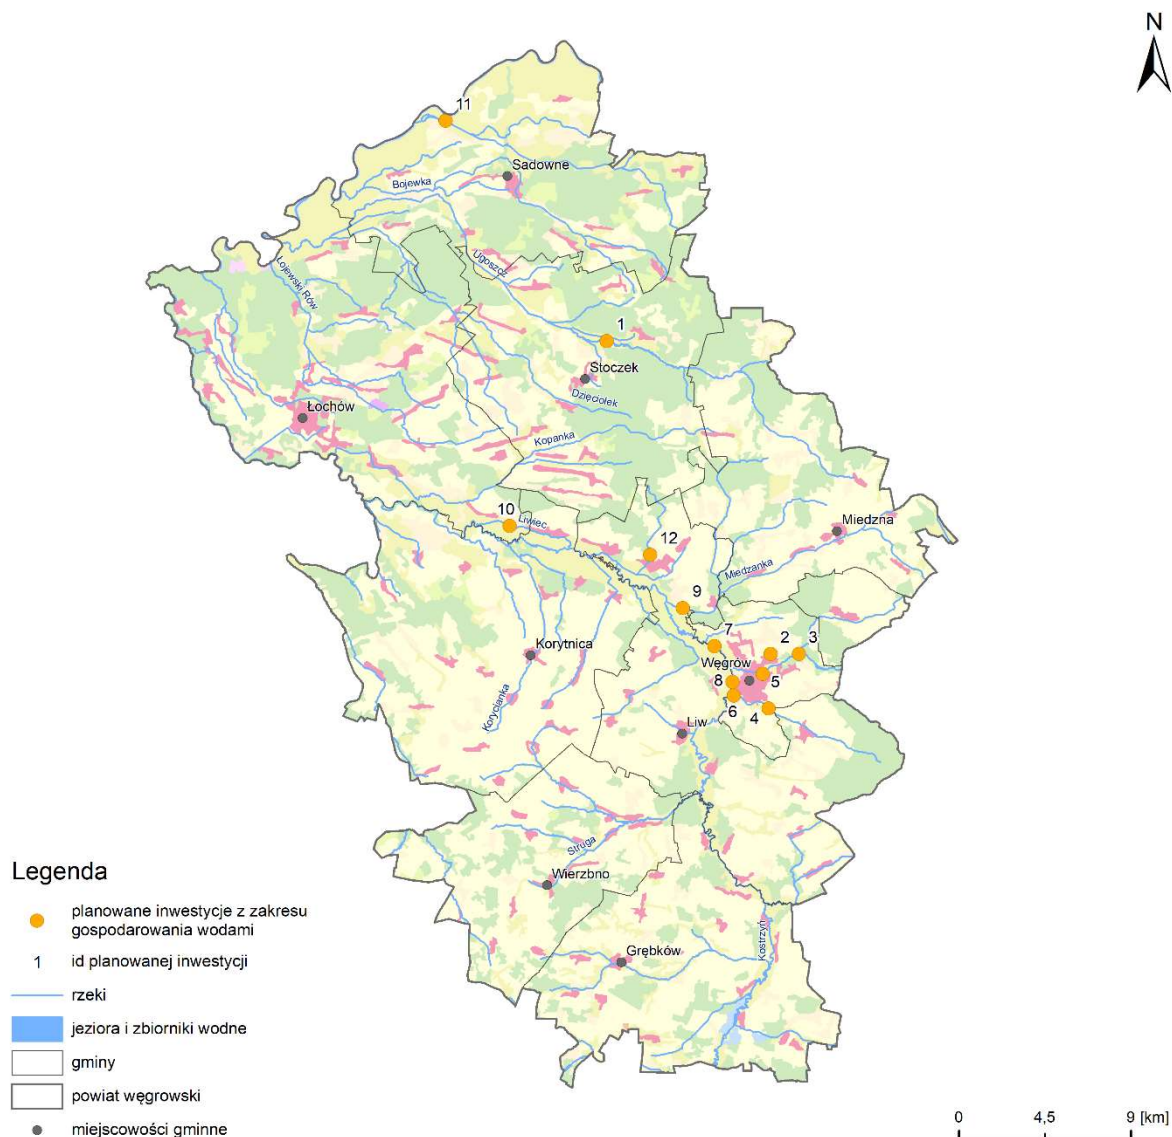 N
11
Sadowne
Bojewka
Ugoszcz
Łojewski Rów
1
Stoczek
Dzięciołek
Łochów
Kopanka
10
Liwiec
12
Miedzna
Miedzanka
9
7
2
3
Korytnica
Węgrów
5
8
6
4
Korycianka
Liw
Struga
Wierzbno
Kostrzyń
Grębków
Legenda
planowane inwestycje z zakresu
gospodarowania wodami
1 id planowanej inwestycji
rzeki
jeziora i zbiorniki wodne
gminy
powiat węgrowski
miejscowości gminne
0 4,5 9 [km]